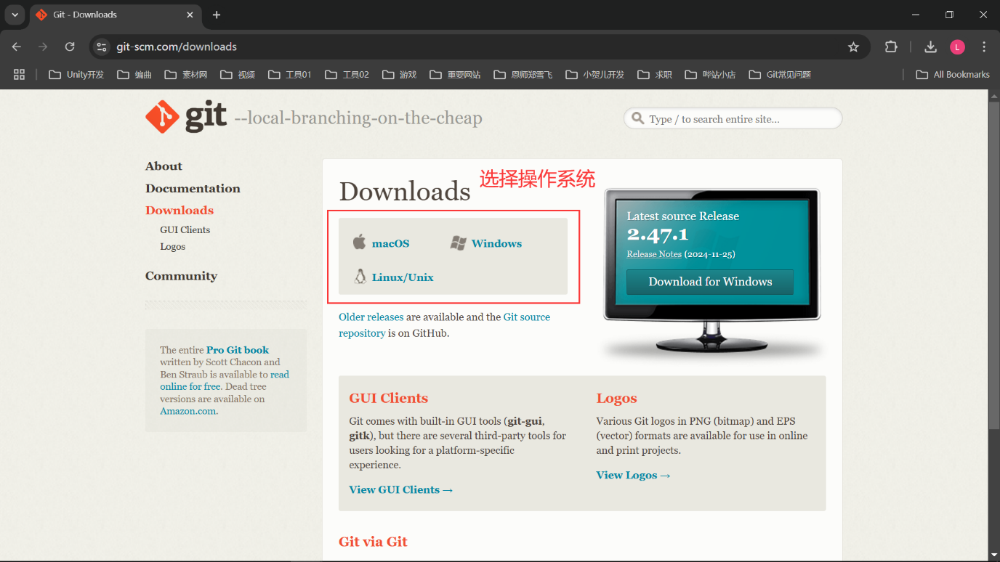 Git - Downloads
git-scm.com/downloads
L
Unity开发
编曲
素材网
视频
工具01
工具02
游戏
重要网站
恩师郑雪飞
小贺儿开发
求职
哔站小店
Git常见问题
All Bookmarks
git --local-branching-on-the-cheap
Type / to search entire site...
About
Documentation
Downloads
GUI Clients
Logos
Community
The entire Pro Git book
written by Scott Chacon and
Ben Straub is available to read
online for free. Dead tree
versions are available on
Amazon.com.
Downloads
选择操作系统
macOS
Windows
Linux/Unix
Older releases are available and the Git source
repository is on GitHub.
Latest source Release
2.47.1
Release Notes (2024-11-25)
Download for Windows
GUI Clients
Git comes with built-in GUI tools (git-gui,
gitk), but there are several third-party tools for
users looking for a platform-specific
experience.
View GUI Clients →
Logos
Various Git logos in PNG (bitmap) and EPS
(vector) formats are available for use in online
and print projects.
View Logos →
Git via Git